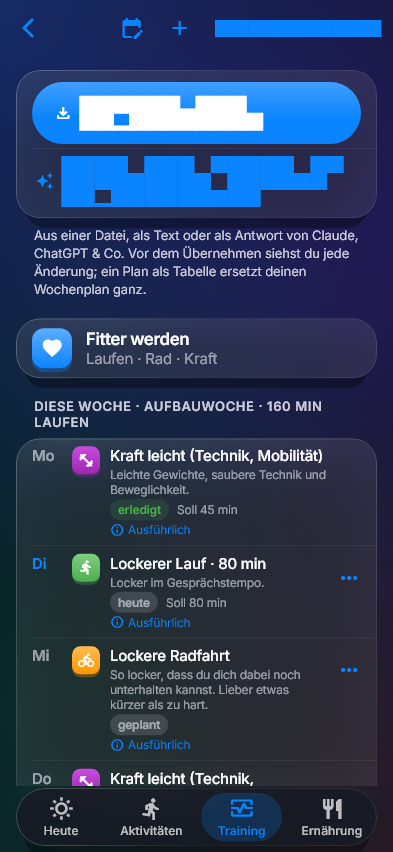 Aus einer Datei, als Text oder als Antwort von Claude,
ChatGPT & Co. Vor dem Übernehmen siehst du jede
Änderung; ein Plan als Tabelle ersetzt deinen
Wochenplan ganz.
Fitter werden
Laufen · Rad · Kraft
DIESE WOCHE · AUFBAUWOCHE · 160 MIN
LAUFEN
Mo
Kraft leicht (Technik, Mobilität)
Leichte Gewichte, saubere Technik und
Beweglichkeit.
erledigt Soll 45 min
Ausführlich
Di
Lockerer Lauf · 80 min
Locker im Gesprächstempo.
heute Soll 80 min
Ausführlich
Mi
Lockere Radfahrt
So locker, dass du dich dabei noch
unterhalten kannst. Lieber etwas
kürzer als zu hart.
geplant
Ausführlich
Do
Kraft leicht (Technik,
Heute Aktivitäten Training Ernährung